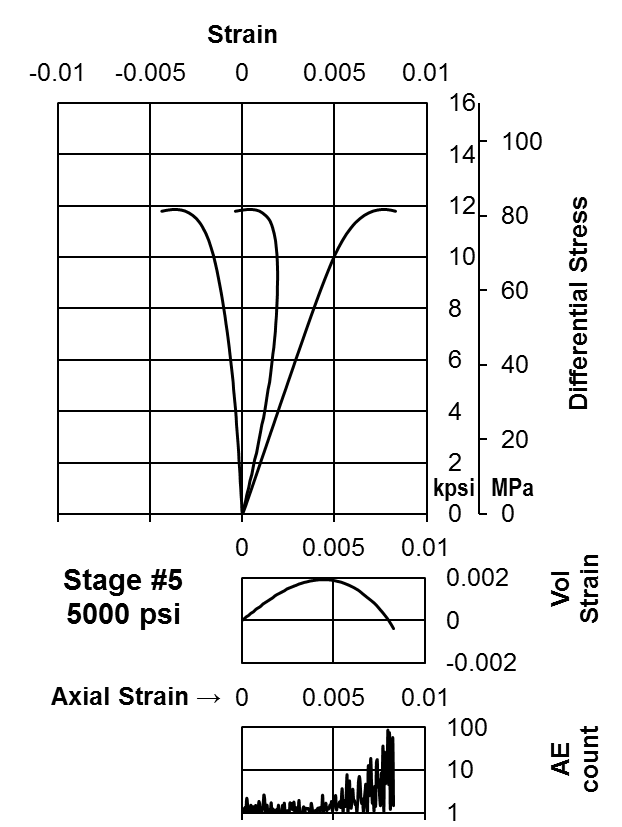 Strain
-0.01 -0.005 0 0.005 0.01
16
100
14
12
80
10
60
8
6
40
4
20
2
kpsi MPa
0 0
Differential Stress
0 0.005 0.01
Stage #5
5000 psi
0.002
0
-0.002
Vol
Strain
Axial Strain → 0 0.005 0.01
100
10
1
AE
count